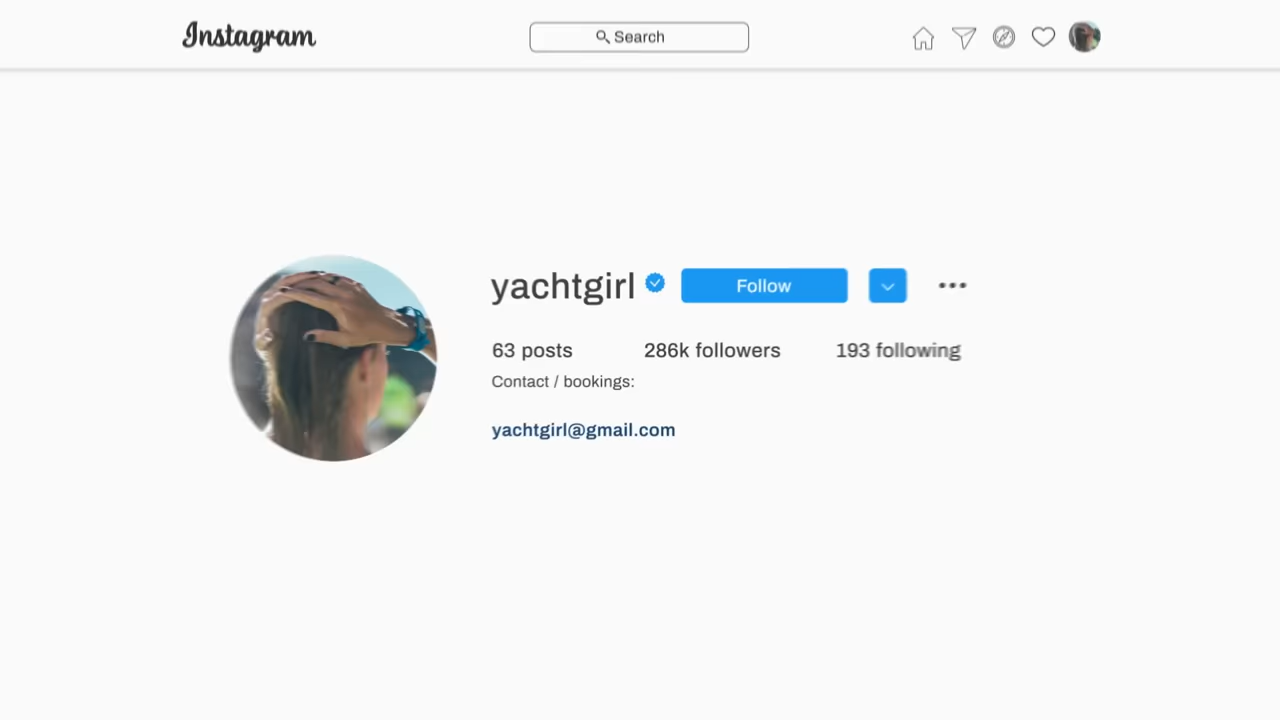 Instagram
Search
yachtgirl Follow
63 posts 286k followers 193 following
Contact / bookings:
yachtgirl@gmail.com